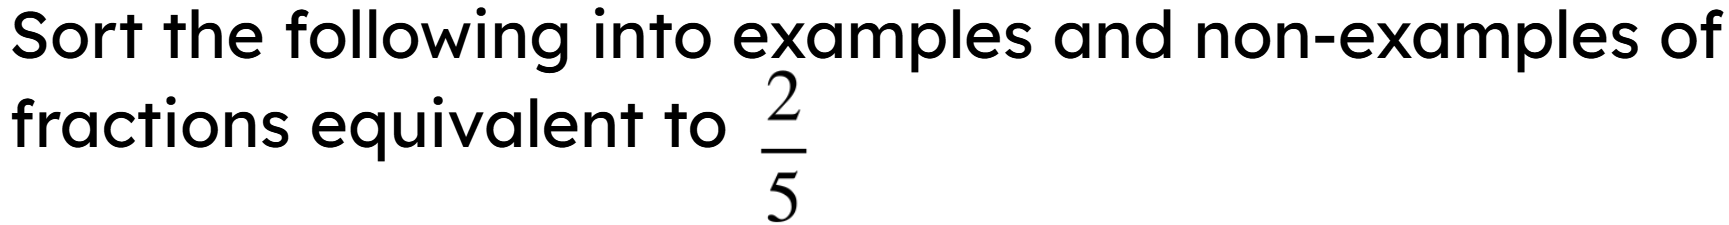 Sort the following into examples and non-examples of
fractions equivalent to 2/5